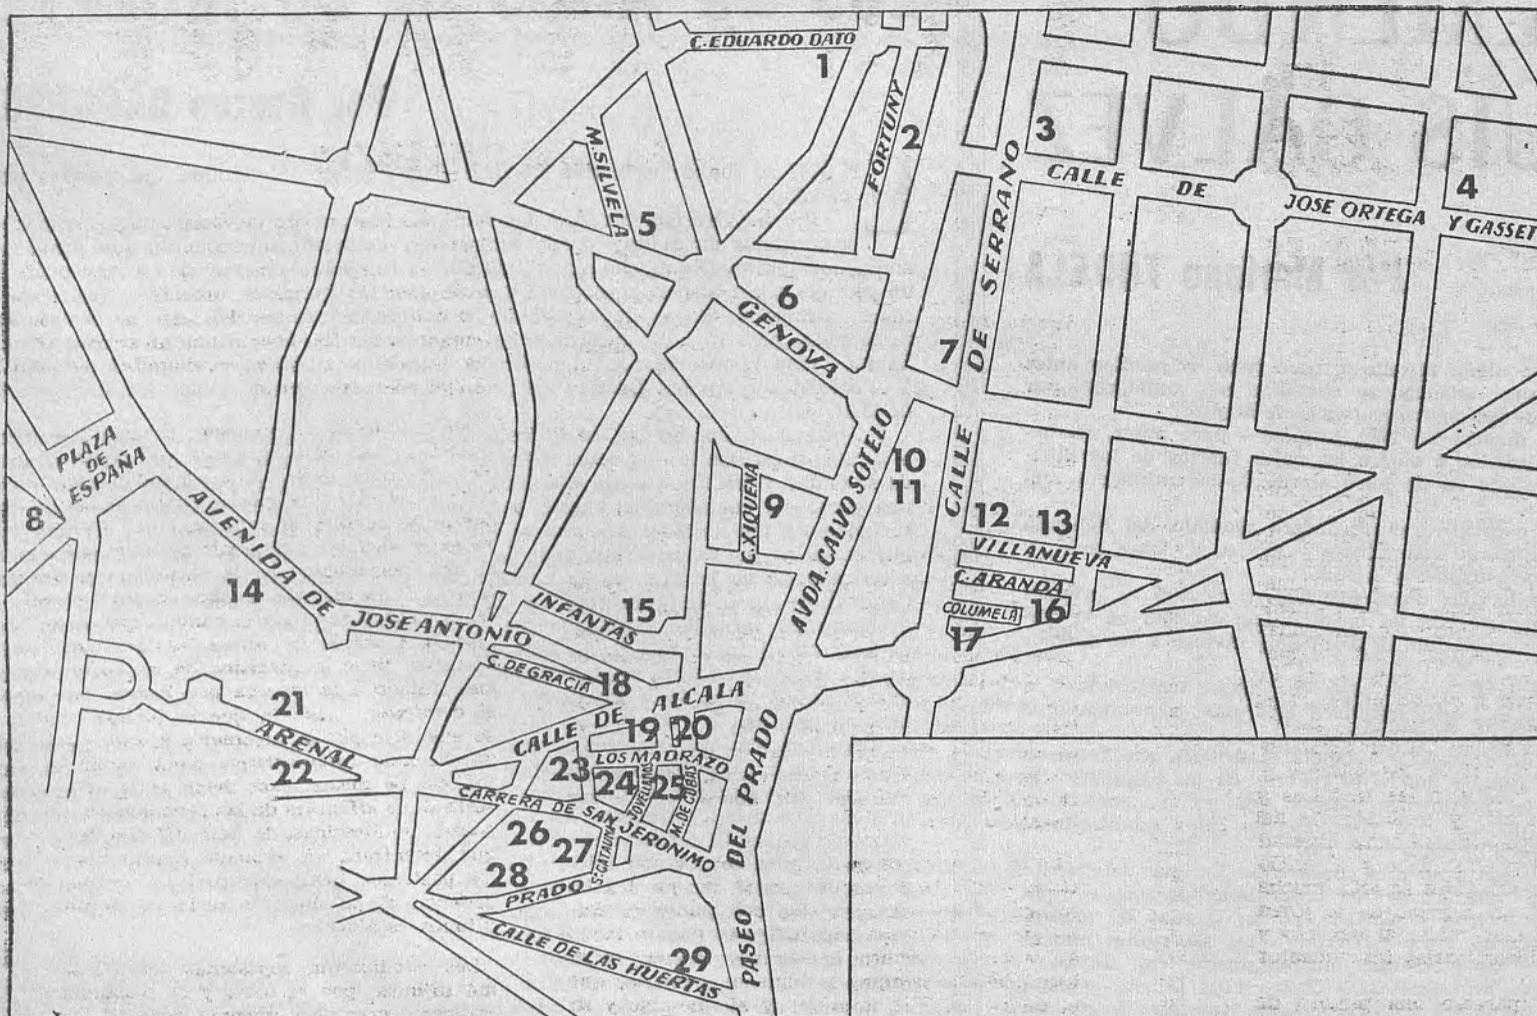 C. EDUARDO DATO
1
FORTUNY
2
3
M. SILVELA
CALLE DE JOSE ORTEGA Y GASSET
4
5
CALLE DE SERRANO
6
GENOVA
7
PLAZA
DE
ESPAÑA
8
AVENIDA DE JOSE ANTONIO
C. XIQUENA
9
AVDA. CALVO SOTELO
10
11
12
13
VILLANUEVA
C. ARANDA
COLUMELA
16
17
14
INFANTAS
15
C. DE GRACIA
18
CALLE DE ALCALA
19
20
21
ARENAL
22
LOS MADRAZO
23
24
JOVELLANOS
25
M. DE CUBAS
CARRERA DE SAN JERONIMO
26
27
S. CATALINA
28
PRADO
CALLE DE LAS HUERTAS
29
PASEO DEL PRADO